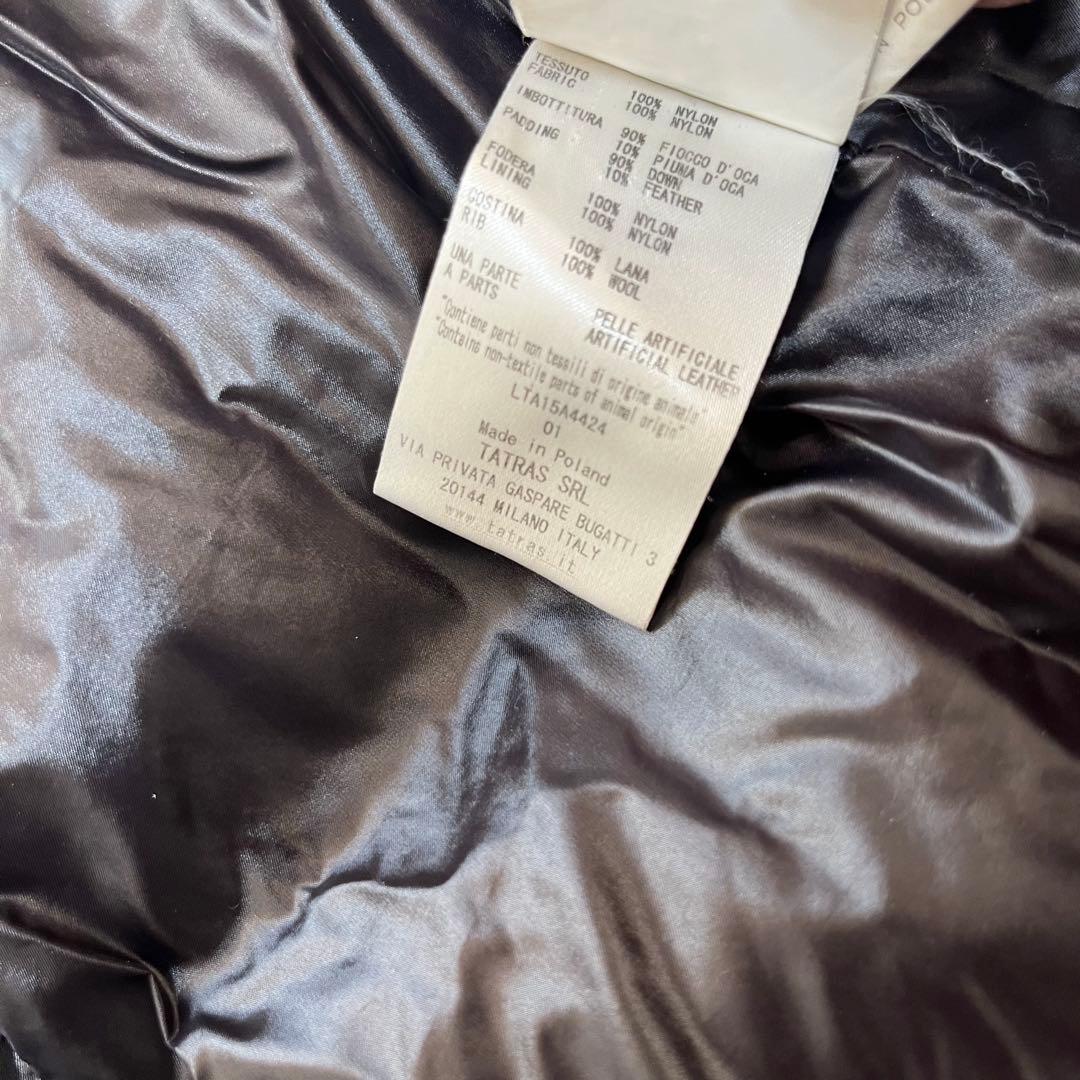 N POL
TESSUTO 100% NYLON
FABRIC 100% NYLON
IMBOTTITURA 90% FIOCCO D'OCA
10% PIUNA D'OCA
PADDING 90% DOWN
10% FEATHER
FODERA 100% NYLON
LINING 100% NYLON
COSTINA 100% LANA
RIB 100% WOOL
UNA PARTE PELLE ARTIFICIALE
A PARTS ARTIFICIAL LEATHER
"Contiene parti non tessili di origine animale"
"Contains non-textile parts of animal origin"
LTA15A4424
01
Made in Poland
TATRAS SRL
VIA PRIVATA GASPARE BUGATTI 3
20144 MILANO ITALY
www.tatras.it